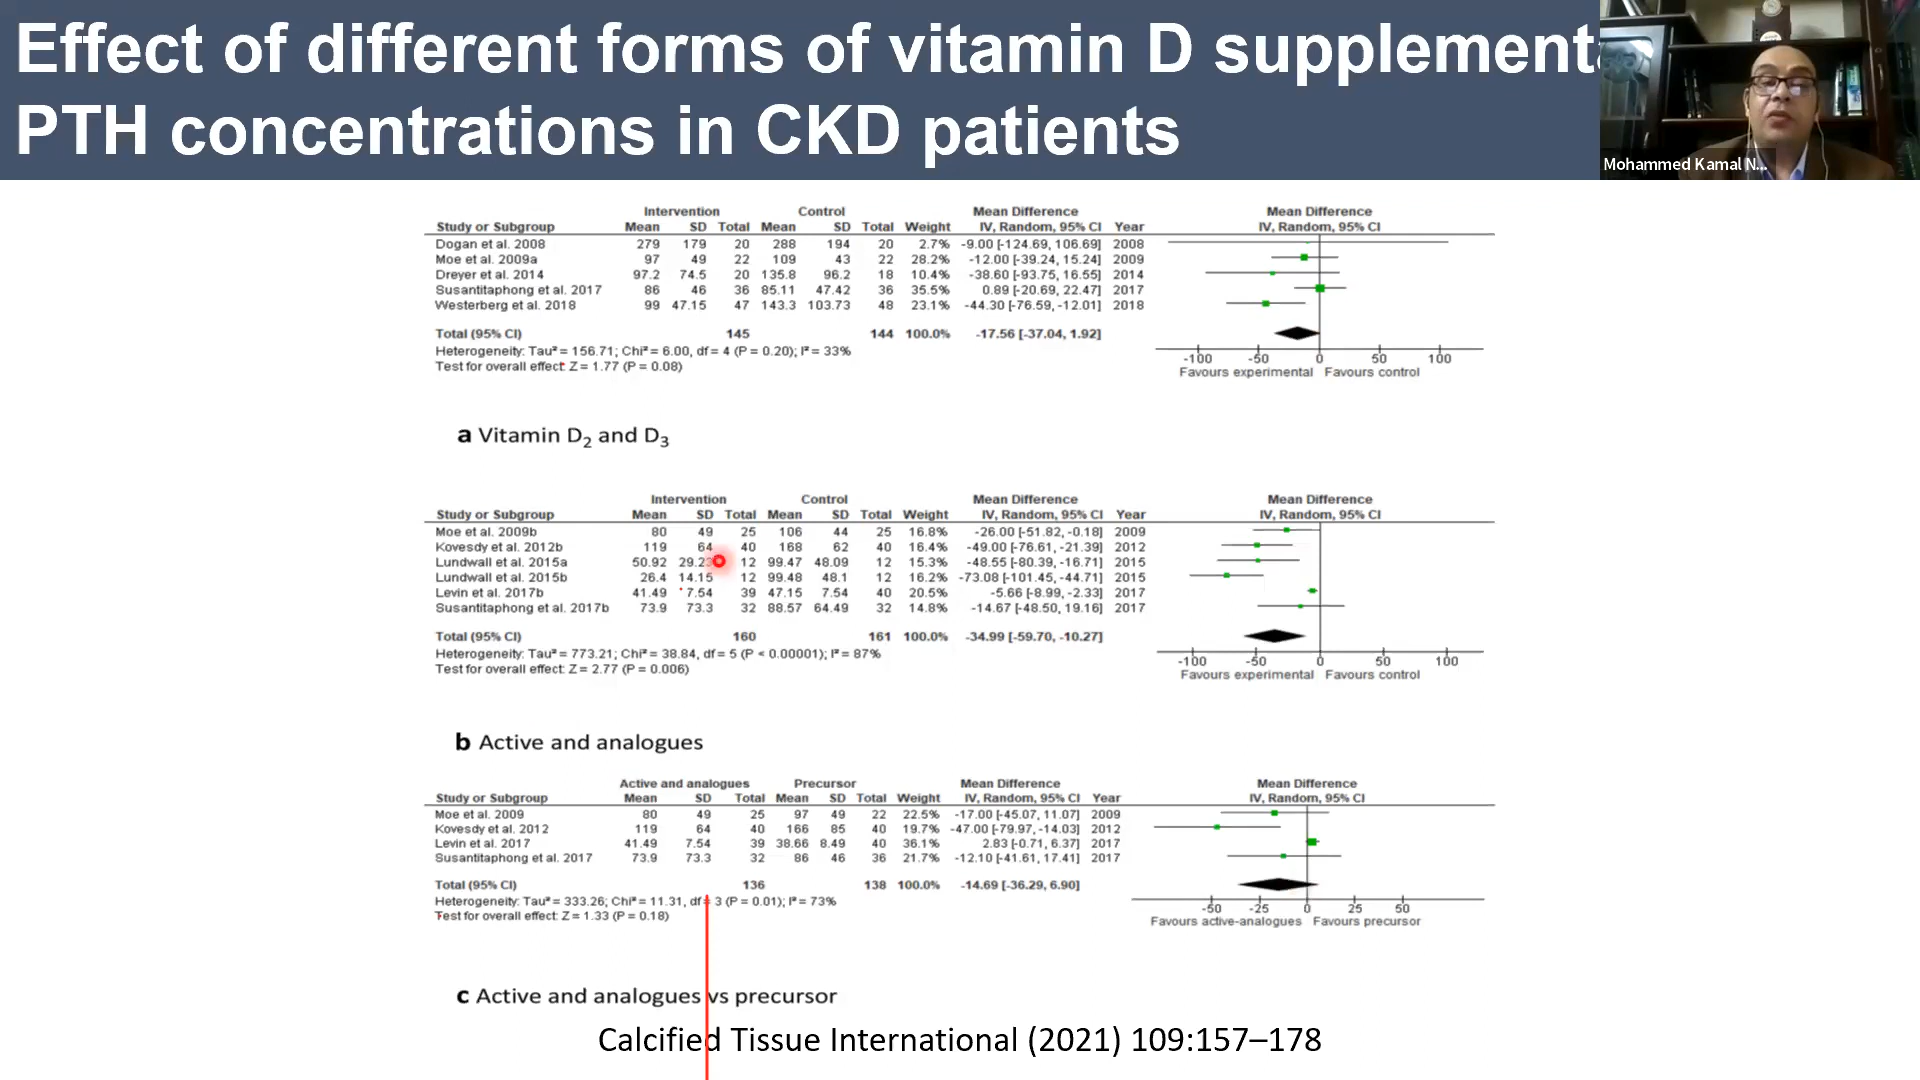 Effect of different forms of vitamin D supplementa
PTH concentrations in CKD patients
Mohammed Kamal N...
Intervention Control Mean Difference Mean Difference
Study or Subgroup Mean SD Total Mean SD Total Weight IV, Random, 95% CI Year IV, Random, 95% CI
Dogan et al. 2008 279 179 20 288 194 20 2.7% -9.00 [-124.69, 106.69] 2008
Moe et al. 2009a 97 49 22 109 43 22 28.2% -12.00 [-39.24, 15.24] 2009
Dreyer et al. 2014 97.2 74.5 20 135.8 96.2 18 10.4% -38.60 [-93.75, 16.55] 2014
Susantitaphong et al. 2017 86 46 36 85.11 47.42 36 35.5% 0.89 [-20.69, 22.47] 2017
Westerberg et al. 2018 99 47.15 47 143.3 103.73 48 23.1% -44.30 [-76.59, -12.01] 2018
Total (95% CI) 145 144 100.0% -17.56 [-37.04, 1.92]
Heterogeneity: Tau² = 156.71; Chi² = 6.00, df = 4 (P = 0.20); I² = 33%
Test for overall effect: Z = 1.77 (P = 0.08)
-100 -50 0 50 100
Favours experimental Favours control
a Vitamin D₂ and D₃
Intervention Control Mean Difference Mean Difference
Study or Subgroup Mean SD Total Mean SD Total Weight IV, Random, 95% CI Year IV, Random, 95% CI
Moe et al. 2009b 80 49 25 106 44 25 16.8% -26.00 [-51.82, -0.18] 2009
Kovesdy et al. 2012b 119 64 40 168 62 40 16.4% -49.00 [-76.61, -21.39] 2012
Lundwall et al. 2015a 50.92 12 99.47 48.09 12 15.3% -48.55 [-80.39, -16.71] 2015
Lundwall et al. 2015b 26.4 14.15 12 99.48 48.1 12 16.2% -73.08 [-101.45, -44.71] 2015
Levin et al. 2017b 41.49 7.54 39 47.15 7.54 40 20.5% -5.66 [-8.99, -2.33] 2017
Susantitaphong et al. 2017b 73.9 73.3 32 88.57 64.49 32 14.8% -14.67 [-48.50, 19.16] 2017
Total (95% CI) 160 161 100.0% -34.99 [-59.70, -10.27]
Heterogeneity: Tau² = 773.21; Chi² = 38.84, df = 5 (P < 0.00001); I² = 87%
Test for overall effect: Z = 2.77 (P = 0.006)
-100 -50 0 50 100
Favours experimental Favours control
b Active and analogues
Active and analogues Precursor Mean Difference Mean Difference
Study or Subgroup Mean SD Total Mean SD Total Weight IV, Random, 95% CI Year IV, Random, 95% CI
Moe et al. 2009 80 49 25 97 49 22 22.5% -17.00 [-45.07, 11.07] 2009
Kovesdy et al. 2012 119 64 40 166 85 40 19.7% -47.00 [-79.97, -14.03] 2012
Levin et al. 2017 41.49 7.54 39 38.66 8.49 40 36.1% 2.83 [-0.71, 6.37] 2017
Susantitaphong et al. 2017 73.9 73.3 32 86 46 36 21.7% -12.10 [-41.61, 17.41] 2017
Total (95% CI) 136 138 100.0% -14.69 [-36.29, 6.90]
Heterogeneity: Tau² = 333.26; Chi² = 11.31, df = 3 (P = 0.01); I² = 73%
Test for overall effect: Z = 1.33 (P = 0.18)
-50 -25 0 25 50
Favours active-analogues Favours precursor
c Active and analogues vs precursor
Calcified Tissue International (2021) 109:157–178